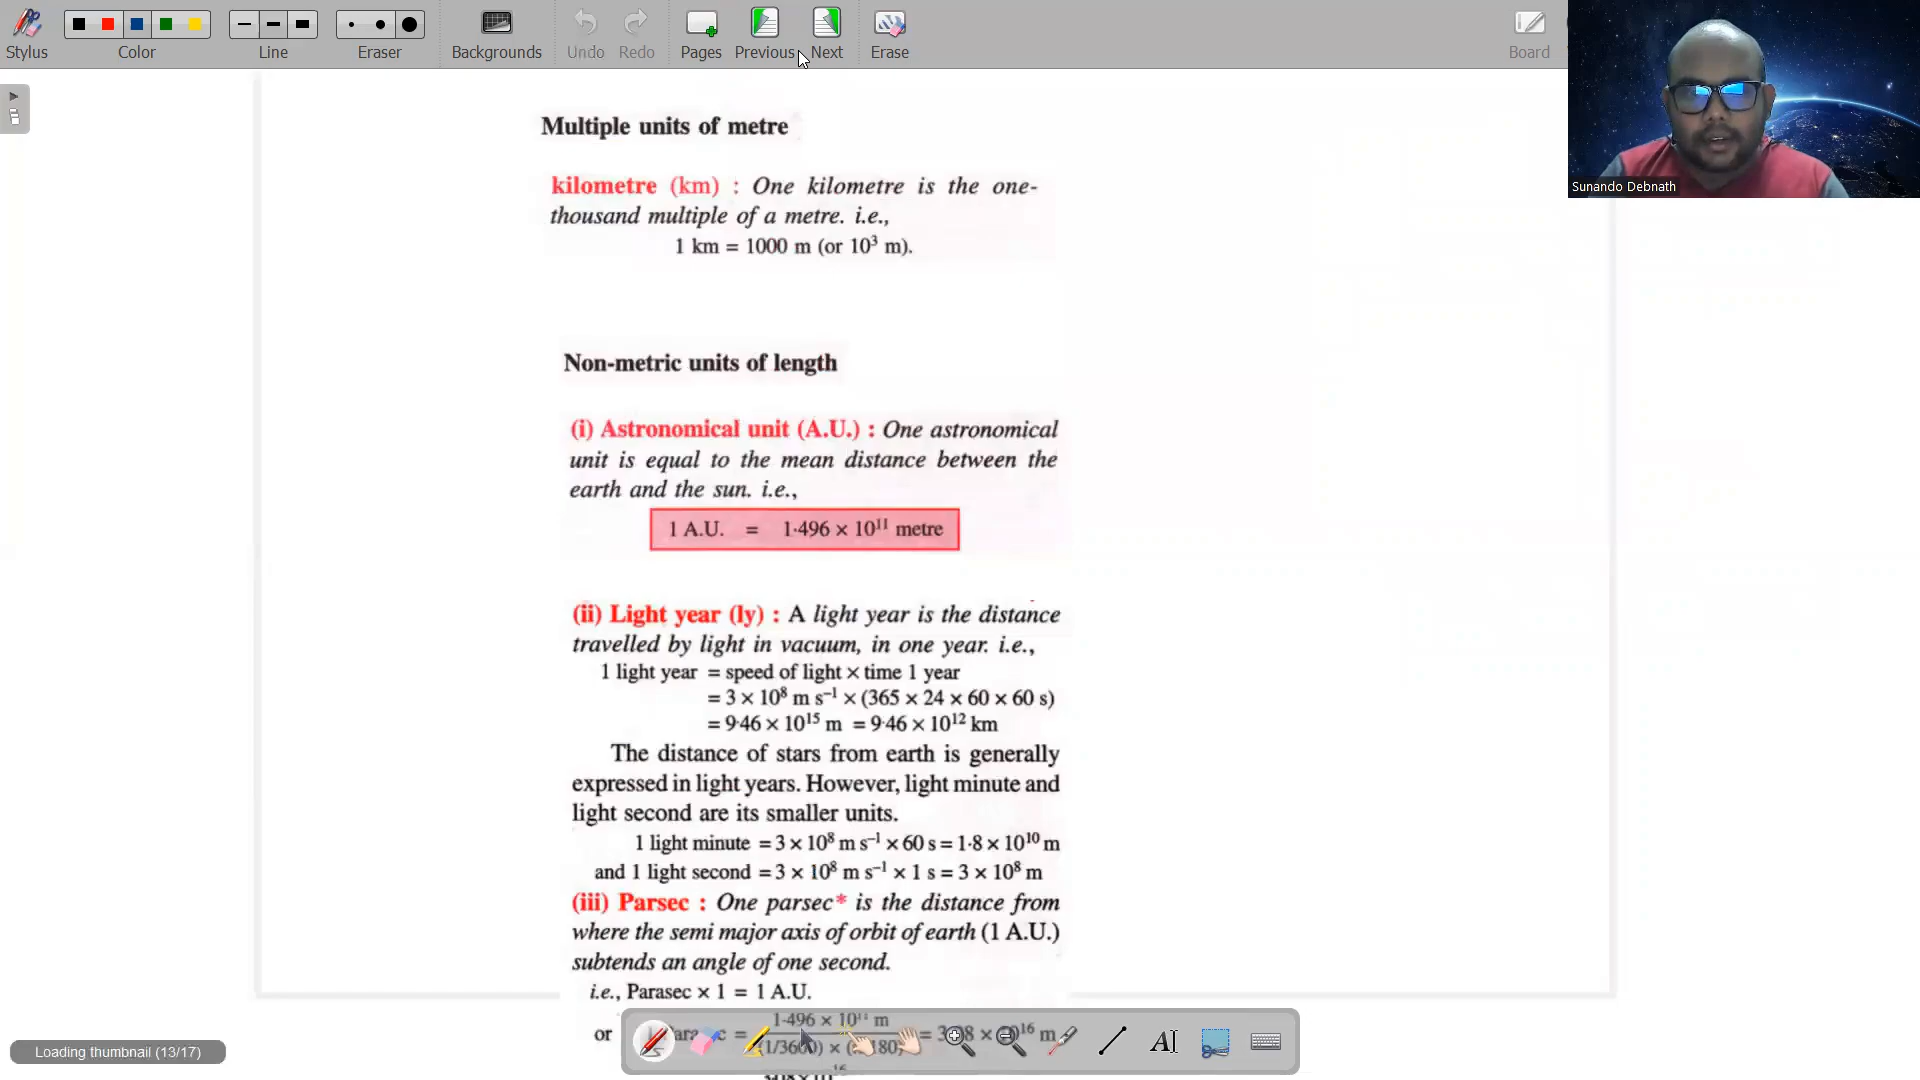 Stylus
Color
Line
Eraser
Backgrounds
Undo
Redo
Pages
Previous
Next
Erase
Board
Sunando Debnath
Multiple units of metre
kilometre (km) : One kilometre is the one-
thousand multiple of a metre. i.e.,
1 km = 1000 m (or 10³ m).
Non-metric units of length
(i) Astronomical unit (A.U.) : One astronomical
unit is equal to the mean distance between the
earth and the sun. i.e.,
1 A.U. = 1·496 × 10¹¹ metre
(ii) Light year (ly) : A light year is the distance
travelled by light in vacuum, in one year. i.e.,
1 light year = speed of light × time 1 year
= 3 × 10⁸ m s⁻¹ × (365 × 24 × 60 × 60 s)
= 9·46 × 10¹⁵ m = 9·46 × 10¹² km
The distance of stars from earth is generally
expressed in light years. However, light minute and
light second are its smaller units.
1 light minute = 3 × 10⁸ m s⁻¹ × 60 s = 1·8 × 10¹⁰ m
and 1 light second = 3 × 10⁸ m s⁻¹ × 1 s = 3 × 10⁸ m
(iii) Parsec : One parsec* is the distance from
where the semi major axis of orbit of earth (1 A.U.)
subtends an angle of one second.
i.e., Parasec × 1 = 1 A.U.
1·496 × 10¹¹ m
or
Loading thumbnail (13/17)